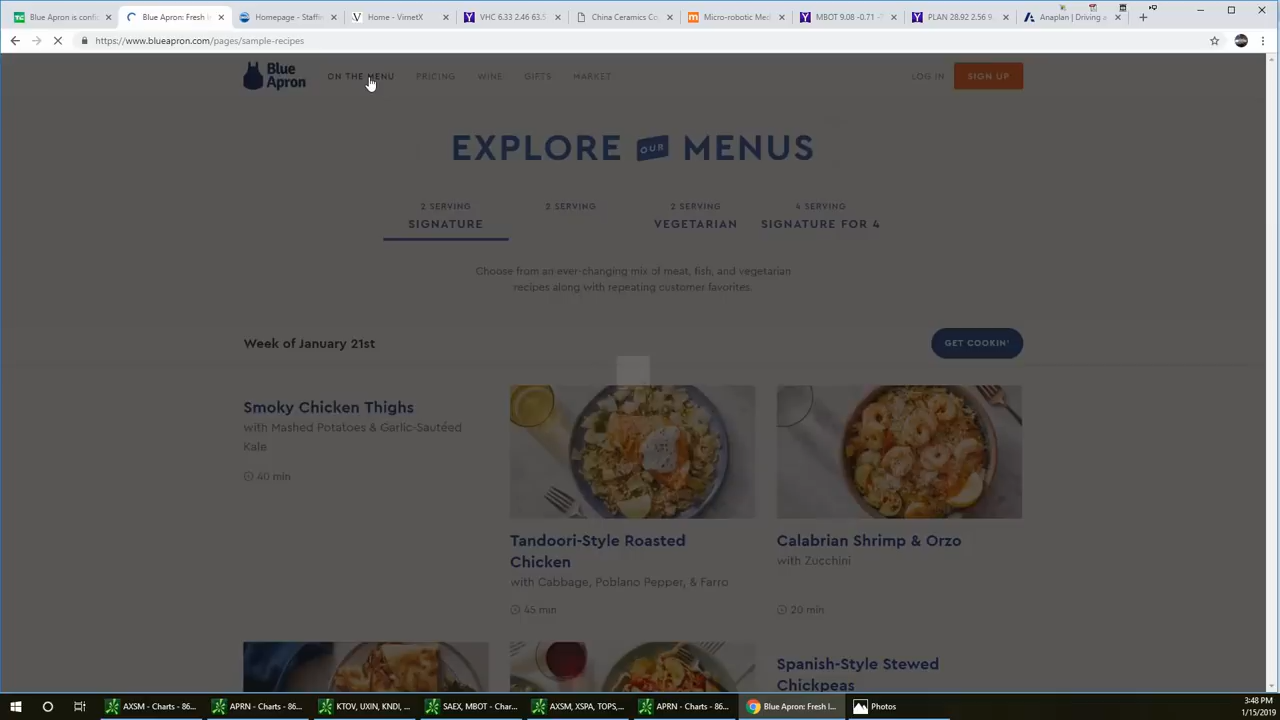 Blue Apron is confi
Blue Apron: Fresh I
Homepage - Staffin
Home - VirnetX
VHC 6.33 2.46 63.5
China Ceramics Co
Micro-robotic Med
MBOT 9.08 -0.71 -7
PLAN 28.92 2.56 9.
Anaplan | Driving a
https://www.blueapron.com/pages/sample-recipes
Blue Apron
ON THE MENU
PRICING
WINE
GIFTS
MARKET
LOG IN
SIGN UP
EXPLORE OUR MENUS
2 SERVING
2 SERVING
2 SERVING
4 SERVING
SIGNATURE
VEGETARIAN
SIGNATURE FOR 4
Choose from an ever-changing mix of meat, fish, and vegetarian
recipes along with repeating customer favorites.
Week of January 21st
GET COOKIN'
Smoky Chicken Thighs
with Mashed Potatoes & Garlic-Sautéed
Kale
40 min
Tandoori-Style Roasted
Chicken
with Cabbage, Poblano Pepper, & Farro
45 min
Calabrian Shrimp & Orzo
with Zucchini
20 min
Spanish-Style Stewed
Chickpeas
AXSM - Charts - 86...
APRN - Charts - 86...
KTOV, UXIN, KNDI, ...
SAEX, MBOT - Char...
AXSM, XSPA, TOPS,...
APRN - Charts - 86...
Blue Apron: Fresh I...
Photos
3:48 PM
1/15/2019